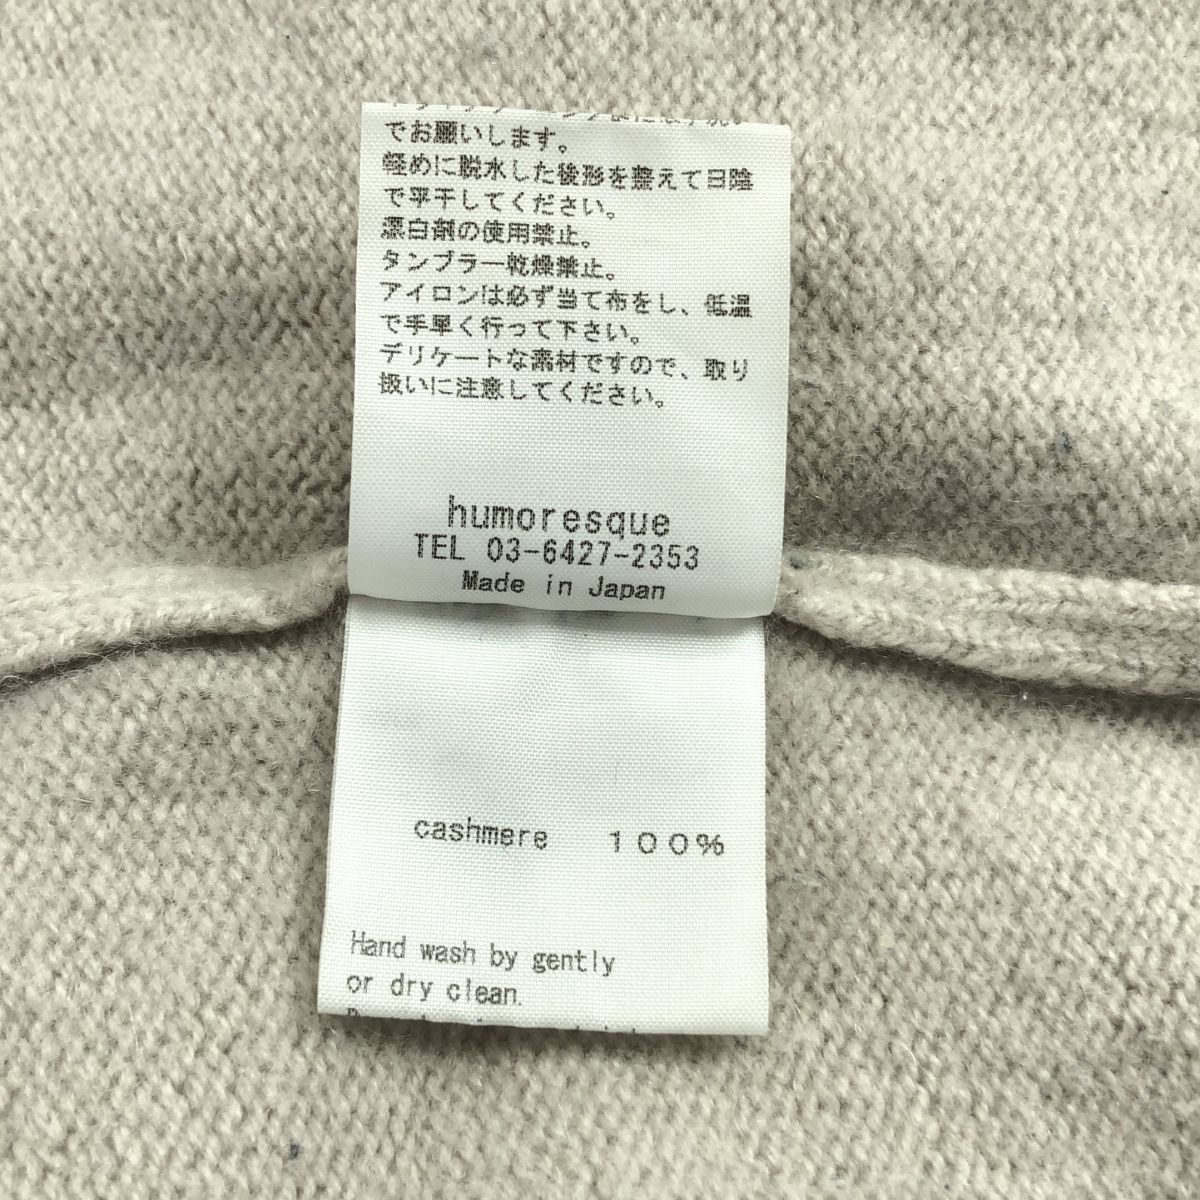 でお願いします。
軽めに脱水した後形を整えて日陰
で平干してください。
漂白剤の使用禁止。
タンブラー乾燥禁止。
アイロンは必ず当て布をし、低温
で手早く行って下さい。
デリケートな素材ですので、取り
扱いに注意してください。
humoresque
TEL 03-6427-2353
Made in Japan
cashmere 100%
Hand wash by gently
or dry clean.